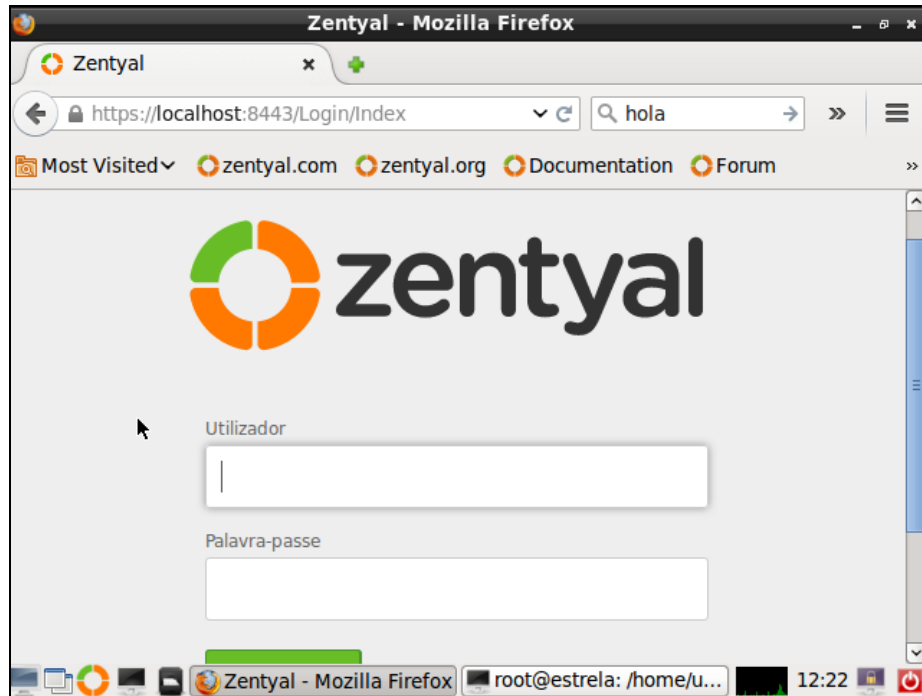 Zentyal - Mozilla Firefox
Zentyal
https://localhost:8443/Login/Index
hola
Most Visited
zentyal.com
zentyal.org
Documentation
Forum
zentyal
Utilizador
Palavra-passe
Zentyal - Mozilla Firefox
root@estrela: /home/u...
12:22